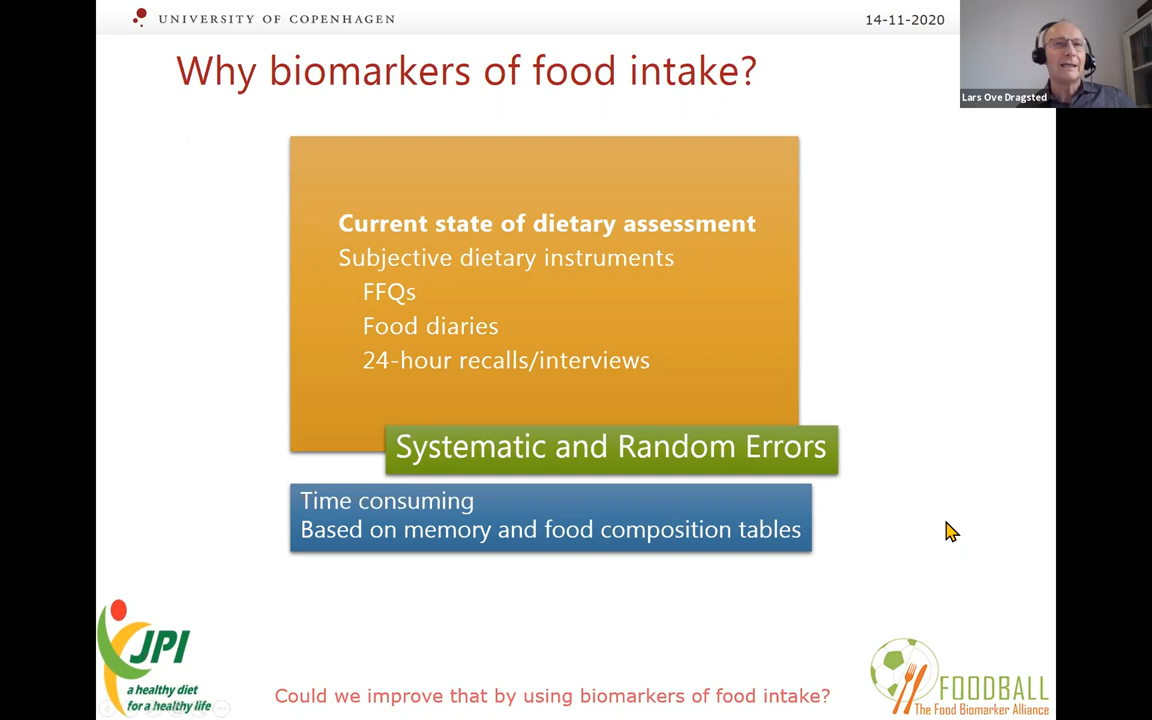 UNIVERSITY OF COPENHAGEN
14-11-2020
Why biomarkers of food intake?
Lars Ove Dragsted
Current state of dietary assessment
Subjective dietary instruments
FFQs
Food diaries
24-hour recalls/interviews
Systematic and Random Errors
Time consuming
Based on memory and food composition tables
JPI
a healthy diet
for a healthy life
Could we improve that by using biomarkers of food intake?
FOODBALL
The Food Biomarker Alliance